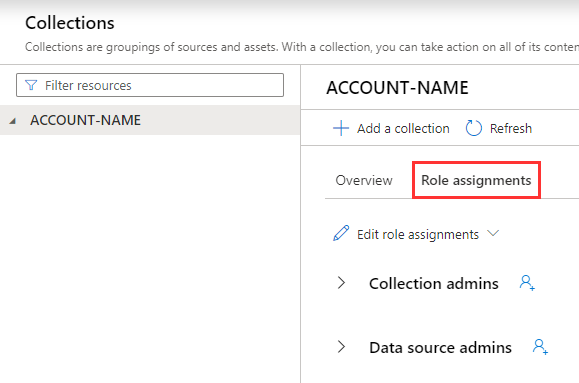 Collections
Collections are groupings of sources and assets. With a collection, you can take action on all of its conten
Filter resources
ACCOUNT-NAME
ACCOUNT-NAME
Add a collection Refresh
Overview Role assignments
Edit role assignments
Collection admins
Data source admins